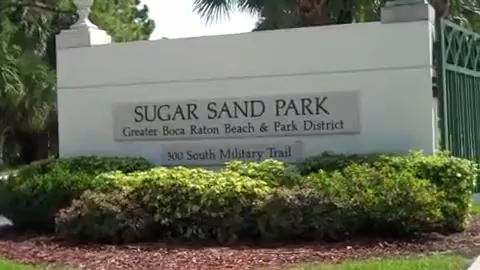 SUGAR SAND PARK
Greater Boca Raton Beach & Park District
300 South Military Trail